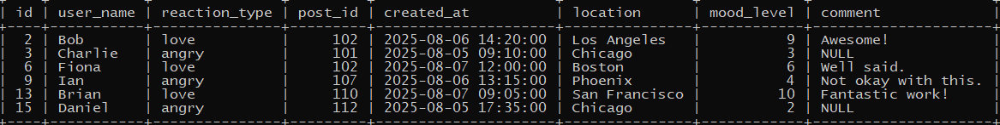 | id | user_name | reaction_type | post_id | created_at          | location      | mood_level | comment             |
+----+-----------+---------------+---------+---------------------+---------------+------------+---------------------+
|  2 | Bob       | love          |     102 | 2025-08-06 14:20:00 | Los Angeles   |          9 | Awesome!            |
|  3 | Charlie   | angry         |     101 | 2025-08-05 09:10:00 | Chicago       |          3 | NULL                |
|  6 | Fiona     | love          |     102 | 2025-08-07 12:00:00 | Boston        |          6 | Well said.          |
|  9 | Ian       | angry         |     107 | 2025-08-06 13:15:00 | Phoenix       |          4 | Not okay with this. |
| 13 | Brian     | love          |     110 | 2025-08-07 09:05:00 | San Francisco |         10 | Fantastic work!     |
| 15 | Daniel    | angry         |     112 | 2025-08-05 17:35:00 | Chicago       |          2 | NULL                |
+----+-----------+---------------+---------+---------------------+---------------+------------+---------------------+